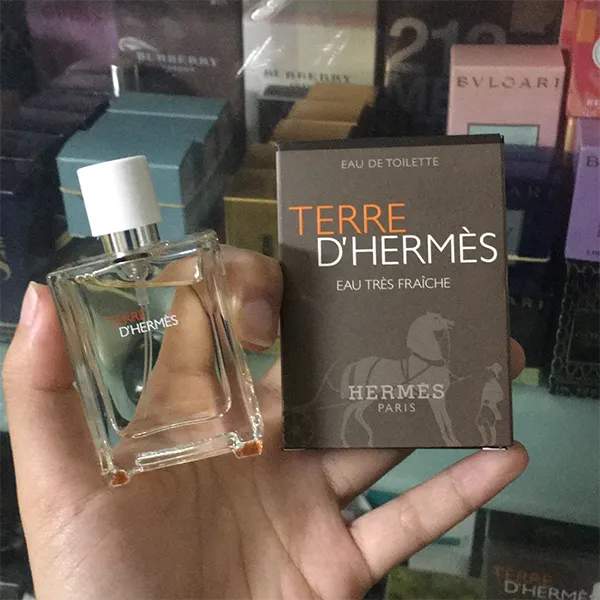 BURBERRY
BURBERRY
212
BVLGARI
EAU DE TOILETTE
TERRE
D'HERMÈS
EAU TRÈS FRAÎCHE
HERMÈS
PARIS
TERRE
D'HERMÈS
TERRE
D'HERMÈS